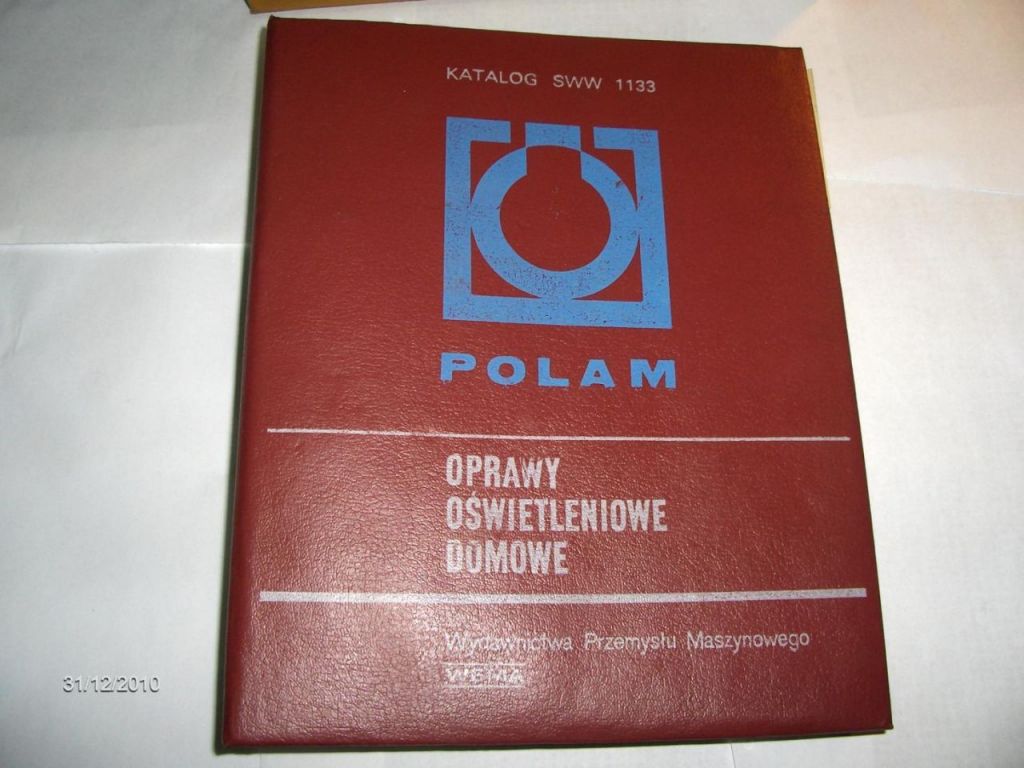 KATALOG SWW 1133
POLAM
OPRAWY
OŚWIETLENIOWE
DOMOWE
Wydawnictwa Przemysłu Maszynowego
WEMA
31/12/2010